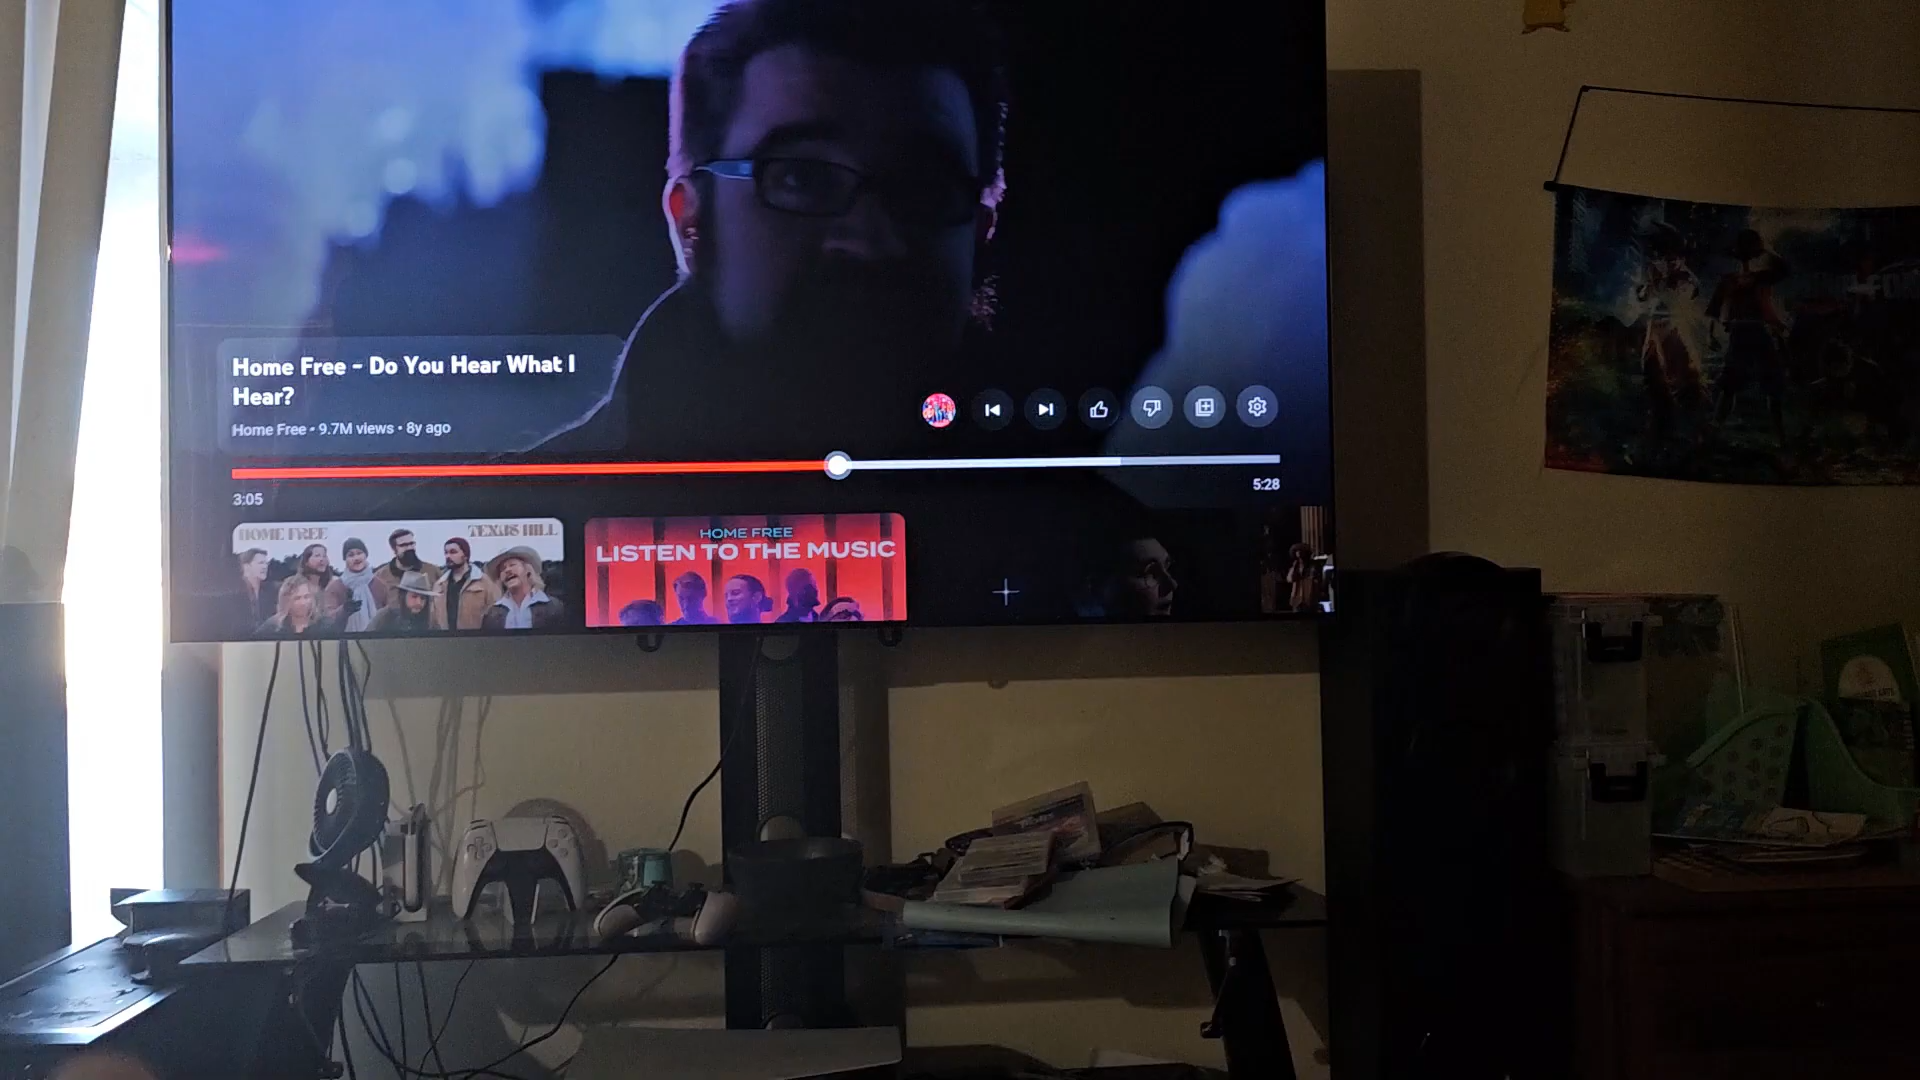 Home Free - Do You Hear What I
Hear?
Home Free • 9.7M views • 8y ago
3:05
5:28
HOME FREE
TEXAS HILL
HOME FREE
LISTEN TO THE MUSIC